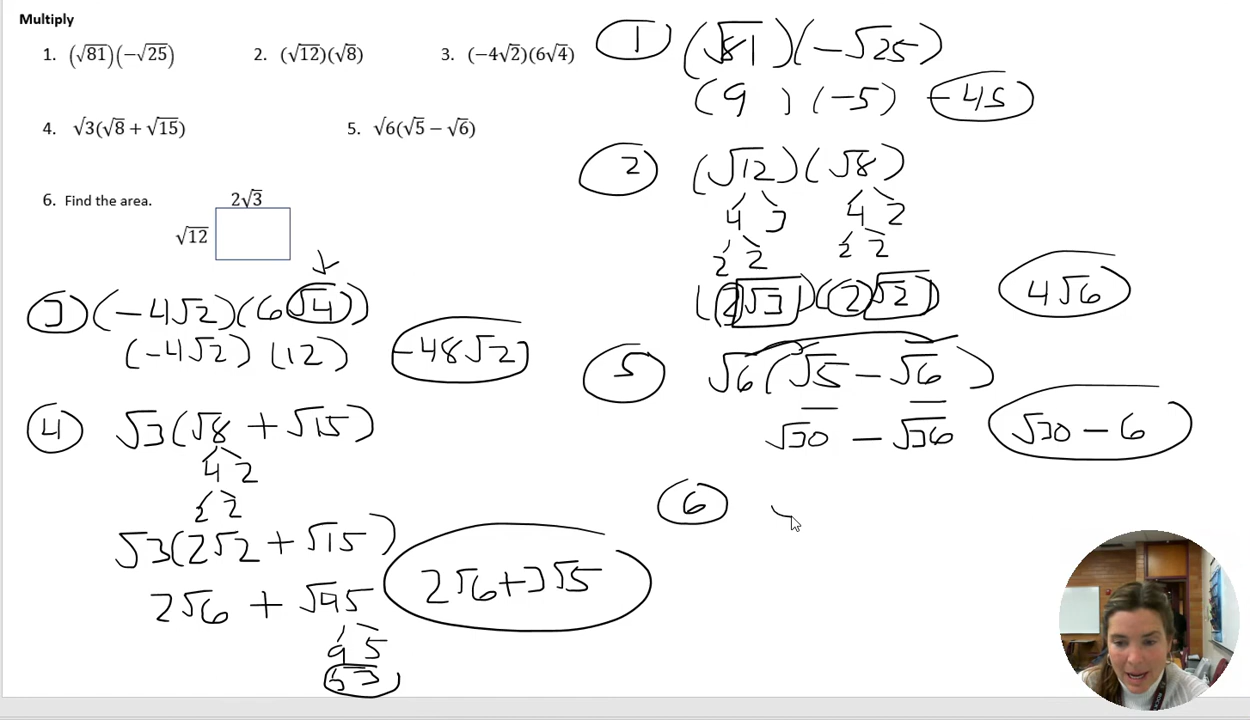 Multiply
1. (√81)(−√25) 2. (√12)(√8) 3. (−4√2)(6√4)
4. √3(√8 + √15) 5. √6(√5 − √6)
6. Find the area. 2√3
√12
① (√81)(−√25)
(9 )(−5) −45
② (√12)(√8)
4 3 4 2
2 2 2 2
(2√3)(2√2) 4√6
③ (−4√2)(6√4)
(−4√2) (12) −48√2
④ √3(√8 + √15)
4 2
2 2
√3(2√2 + √15)
2√6 + √45 2√6+3√5
9 5
3 3
⑤ √6(√5 − √6)
√30 − √36 √30 − 6
⑥